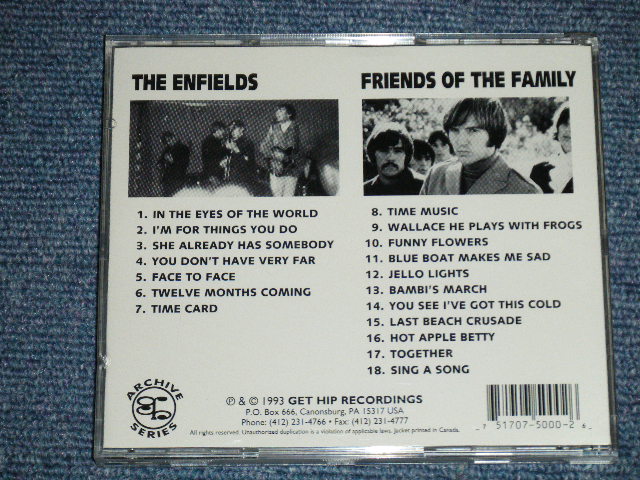 THE ENFIELDS
1. IN THE EYES OF THE WORLD
2. I'M FOR THINGS YOU DO
3. SHE ALREADY HAS SOMEBODY
4. YOU DON'T HAVE VERY FAR
5. FACE TO FACE
6. TWELVE MONTHS COMING
7. TIME CARD
FRIENDS OF THE FAMILY
8. TIME MUSIC
9. WALLACE HE PLAYS WITH FROGS
10. FUNNY FLOWERS
11. BLUE BOAT MAKES ME SAD
12. JELLO LIGHTS
13. BAMBI'S MARCH
14. YOU SEE I'VE GOT THIS COLD
15. LAST BEACH CRUSADE
16. HOT APPLE BETTY
17. TOGETHER
18. SING A SONG
ARCHIVE
SERIES
℗ & © 1993 GET HIP RECORDINGS
P.O. Box 666, Canonsburg, PA 15317 USA
Phone: (412) 231-4766 • Fax: (412) 231-4777
All rights reserved. Unauthorized duplication is a violation of applicable laws. Jacket printed in Canada.
7 51707-5000-2 6